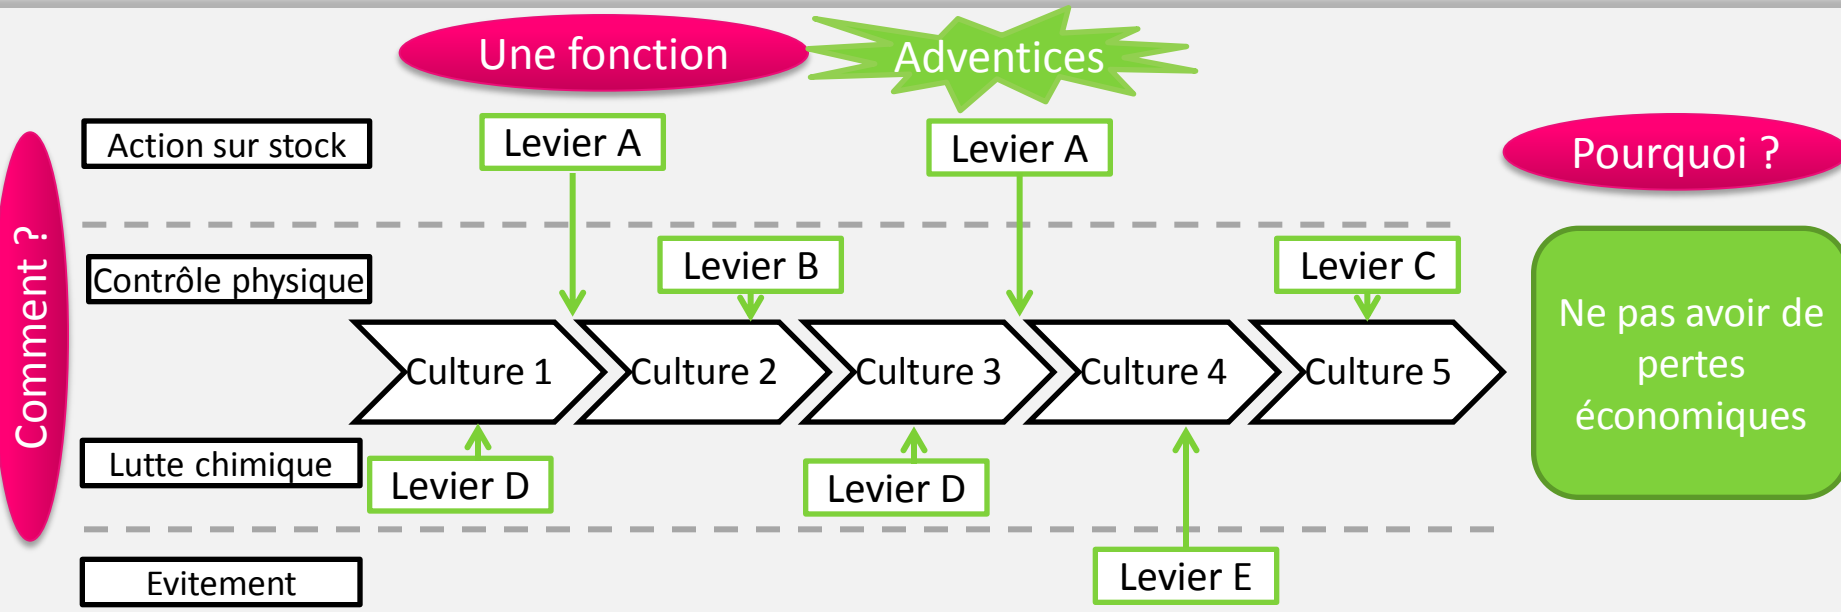 Une fonction
Adventices
Action sur stock
Levier A
Levier A
Pourquoi ?
Comment ?
Contrôle physique
Levier B
Levier C
Culture 1
Culture 2
Culture 3
Culture 4
Culture 5
Ne pas avoir de
pertes
économiques
Lutte chimique
Levier D
Levier D
Evitement
Levier E